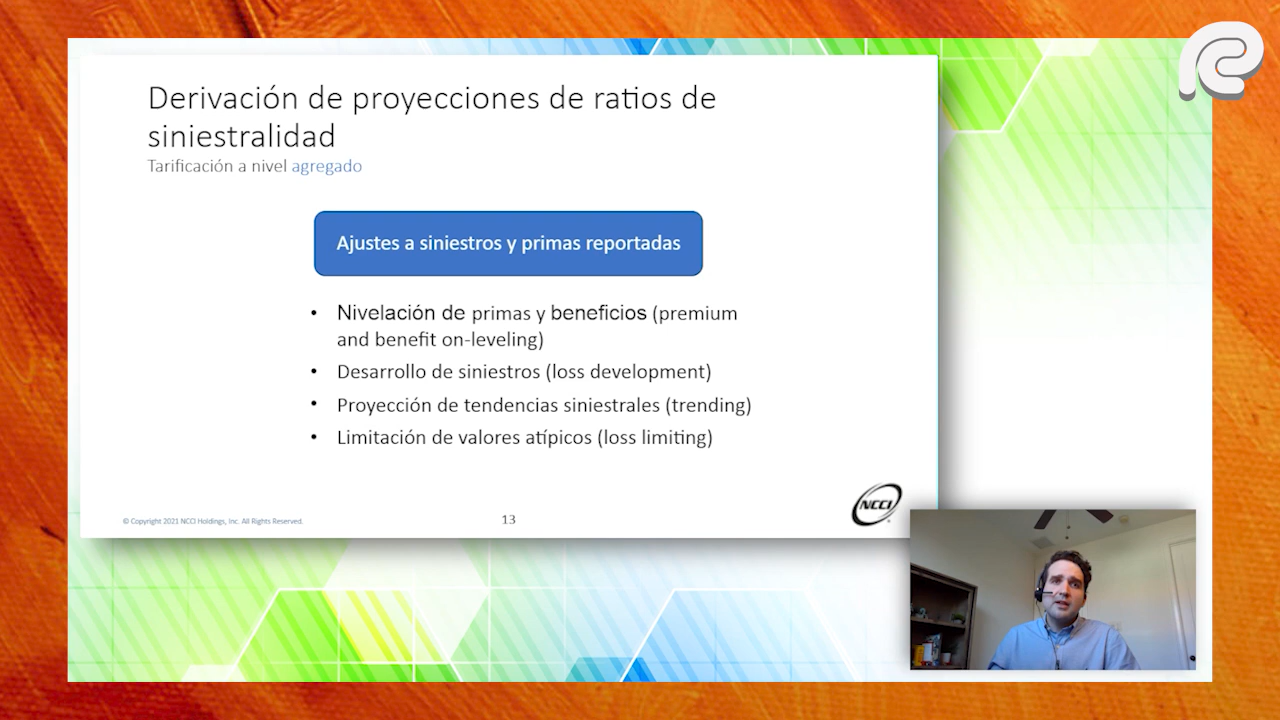 Derivación de proyecciones de ratios de
siniestralidad
Tarificación a nivel agregado
Ajustes a siniestros y primas reportadas
• Nivelación de primas y beneficios (premium
and benefit on-leveling)
• Desarrollo de siniestros (loss development)
• Proyección de tendencias siniestrales (trending)
• Limitación de valores atípicos (loss limiting)
© Copyright 2021 NCCI Holdings, Inc. All Rights Reserved.
13
NCCI